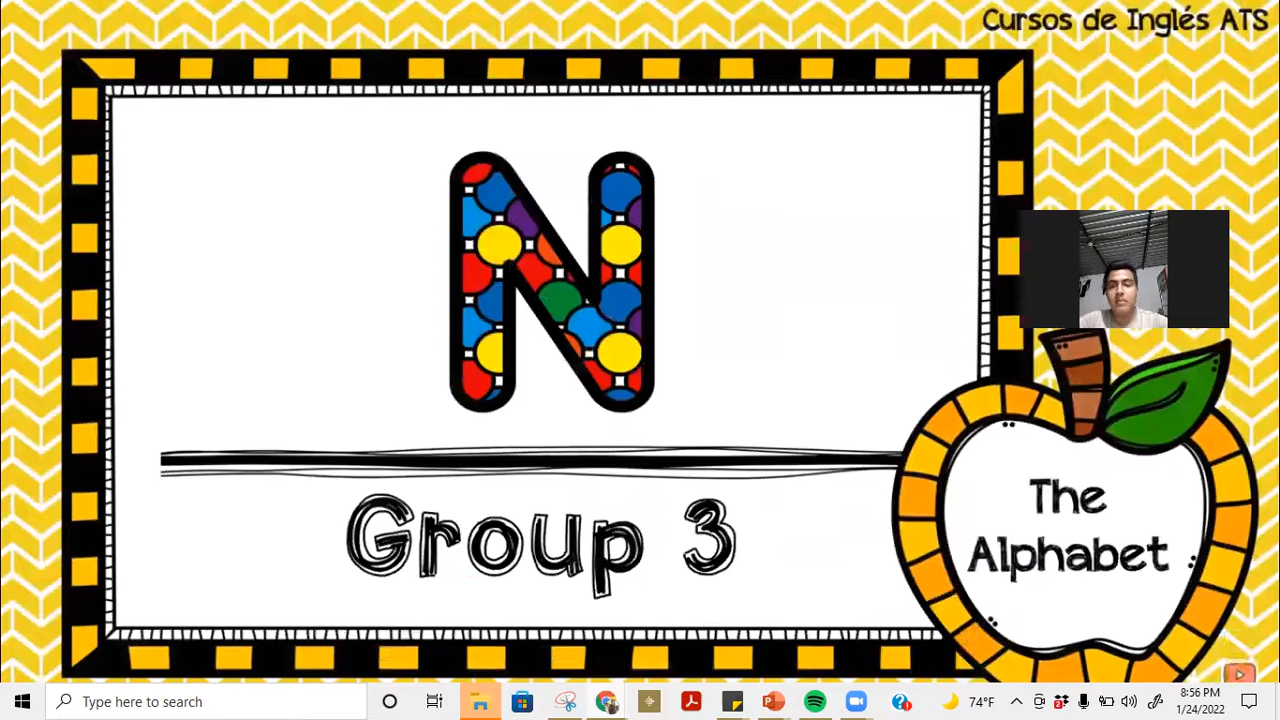 Cursos de Inglés ATS
N
Group 3
The
Alphabet
Type here to search
74°F
8:56 PM
1/24/2022